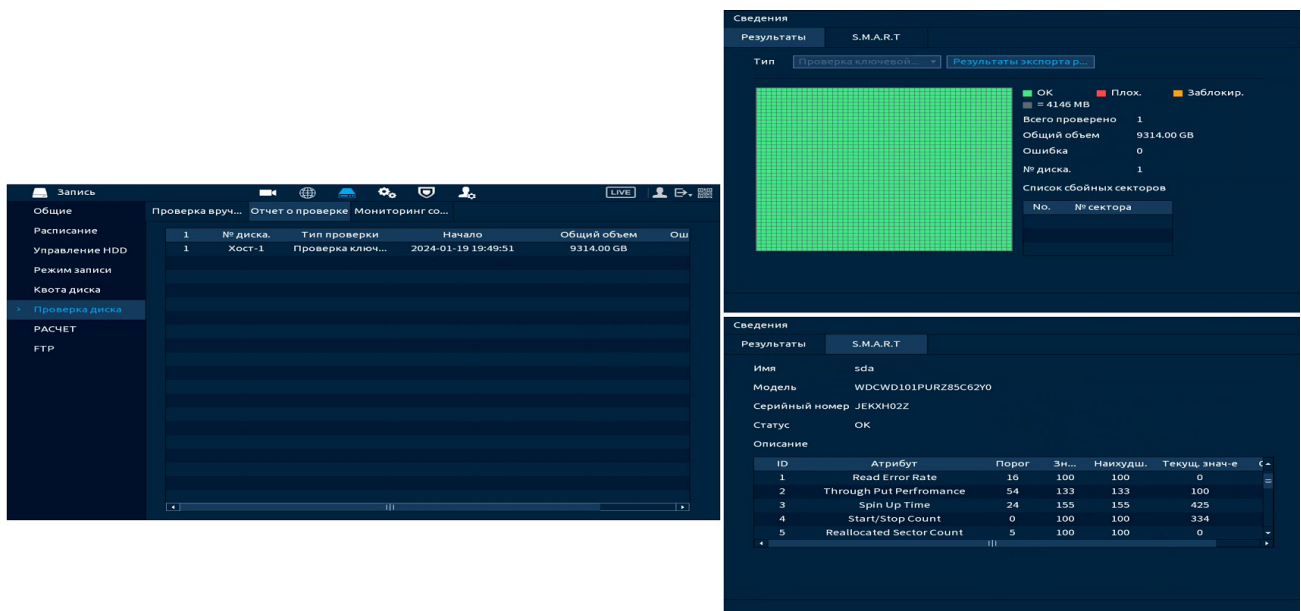 Запись
LIVE
Общие
Расписание
Управление HDD
Режим записи
Квота диска
> Проверка диска
РАСЧЕТ
FTP
Проверка вруч... Отчет о проверке Мониторинг со...
1 № диска. Тип проверки Начало Общий объем Ош
1 Хост-1 Проверка ключ... 2024-01-19 19:49:51 9314.00 GB
Сведения
Результаты S.M.A.R.T
Тип Проверка ключевой... Результаты экспорта р...
OK Плох. Заблокир.
= 4146 MB
Всего проверено 1
Общий объем 9314.00 GB
Ошибка 0
№ диска. 1
Список сбойных секторов
No. № сектора
Сведения
Результаты S.M.A.R.T
Имя sda
Модель WDCWD101PURZ85C62Y0
Серийный номер JEKXH02Z
Статус OK
Описание
ID Атрибут Порог Зн... Наихудш. Текущ. знач-е
1 Read Error Rate 16 100 100 0
2 Through Put Perfromance 54 133 133 100
3 Spin Up Time 24 155 155 425
4 Start/Stop Count 0 100 100 334
5 Reallocated Sector Count 5 100 100 0